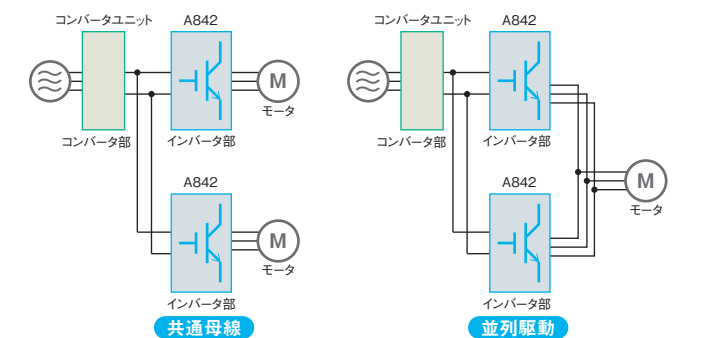 コンバータユニット
A842
M
モータ
コンバータ部
インバータ部
A842
M
モータ
インバータ部
共通母線
コンバータユニット
A842
コンバータ部
インバータ部
M
モータ
A842
インバータ部
並列駆動